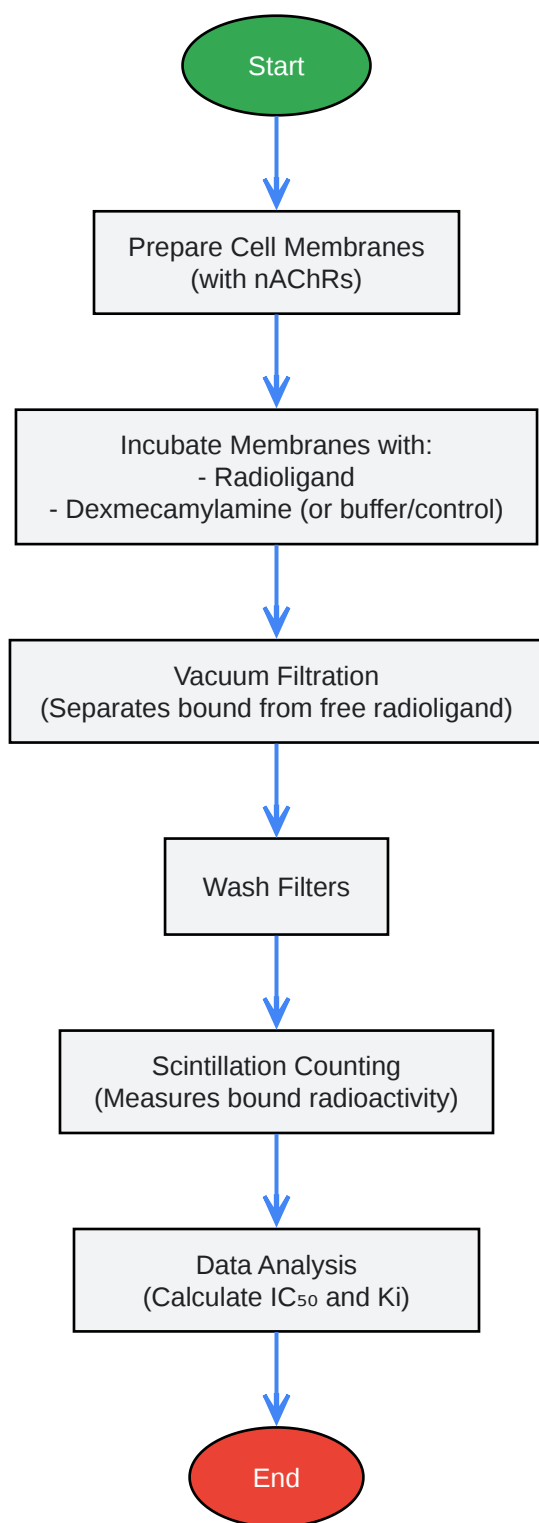 Start
Prepare Cell Membranes
(with nAChRs)
Incubate Membranes with:
- Radioligand
- Dexmecamylamine (or buffer/control)
Vacuum Filtration
(Separates bound from free radioligand)
Wash Filters
Scintillation Counting
(Measures bound radioactivity)
Data Analysis
(Calculate IC₅₀ and Ki)
End